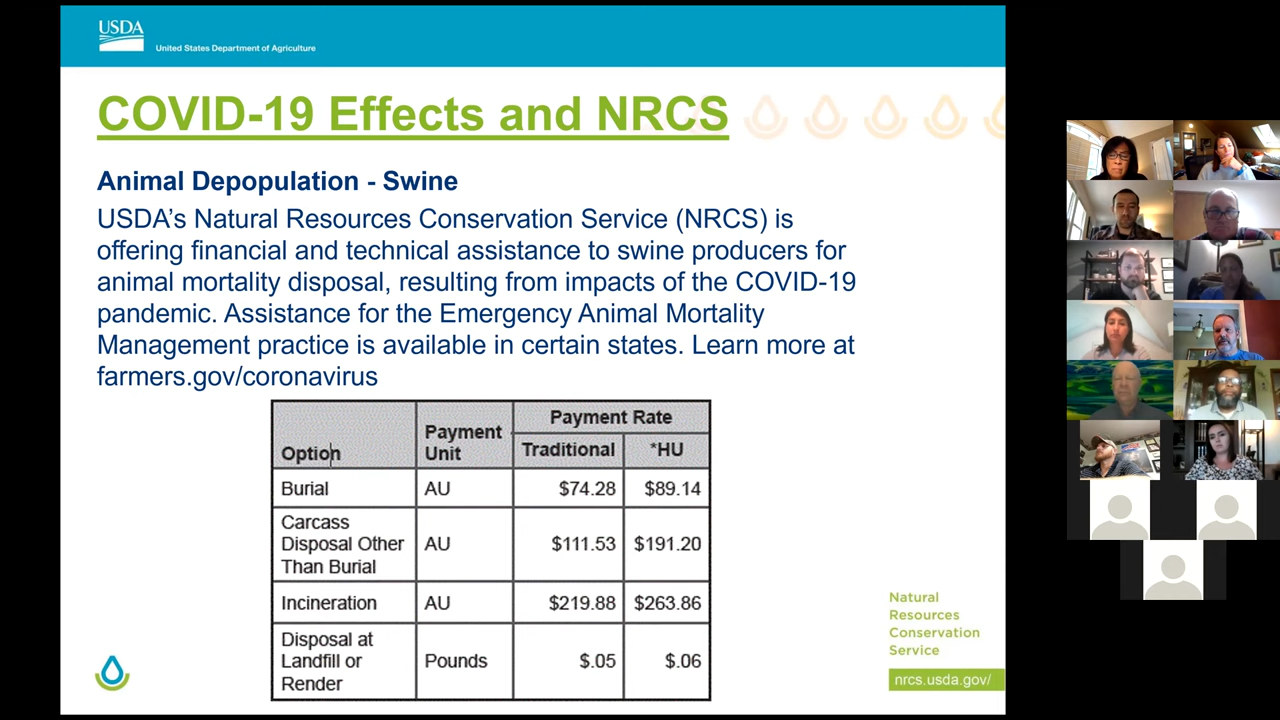 USDA
United States Department of Agriculture
COVID-19 Effects and NRCS
Animal Depopulation - Swine
USDA’s Natural Resources Conservation Service (NRCS) is
offering financial and technical assistance to swine producers for
animal mortality disposal, resulting from impacts of the COVID-19
pandemic. Assistance for the Emergency Animal Mortality
Management practice is available in certain states. Learn more at
farmers.gov/coronavirus
Option
Payment
Unit
Payment Rate
Traditional
*HU
Burial
AU
$74.28
$89.14
Carcass
Disposal Other
Than Burial
AU
$111.53
$191.20
Incineration
AU
$219.88
$263.86
Disposal at
Landfill or
Render
Pounds
$.05
$.06
Natural
Resources
Conservation
Service
nrcs.usda.gov/